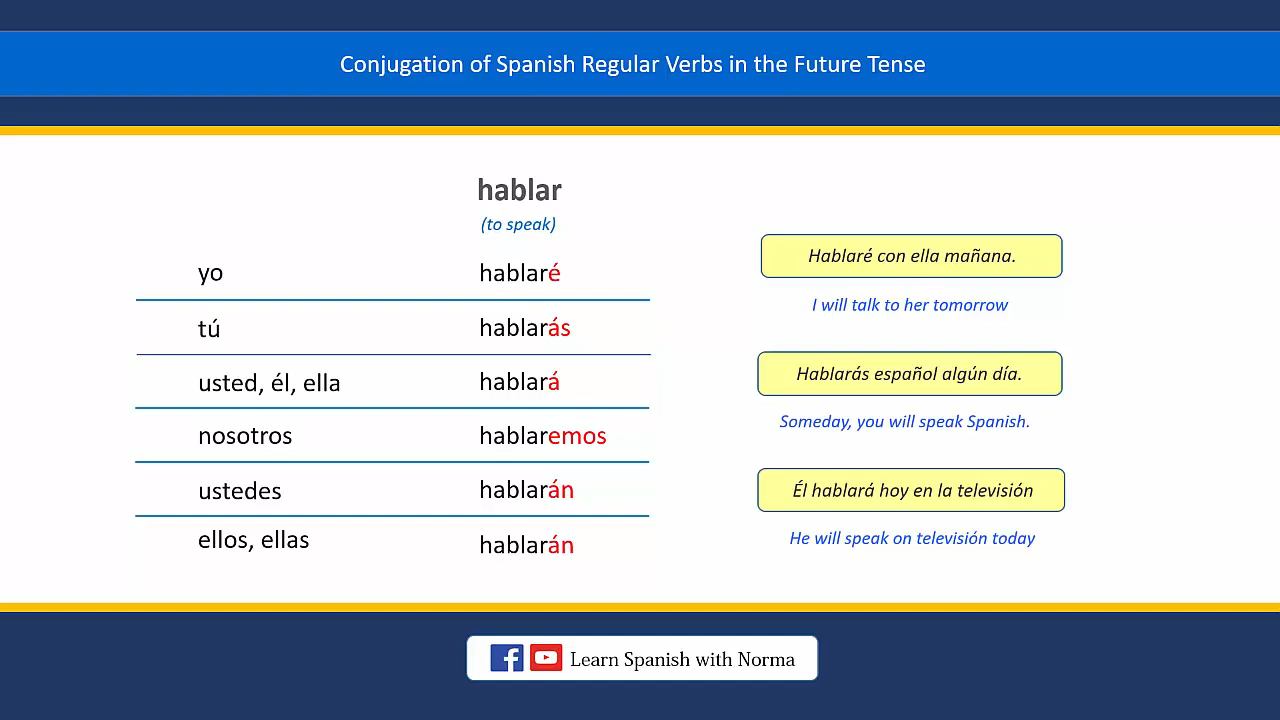 Conjugation of Spanish Regular Verbs in the Future Tense
hablar
(to speak)
yo hablaré
tú hablarás
usted, él, ella hablará
nosotros hablaremos
ustedes hablarán
ellos, ellas hablarán
Hablaré con ella mañana.
I will talk to her tomorrow
Hablarás español algún día.
Someday, you will speak Spanish.
Él hablará hoy en la televisión
He will speak on televisión today
Learn Spanish with Norma